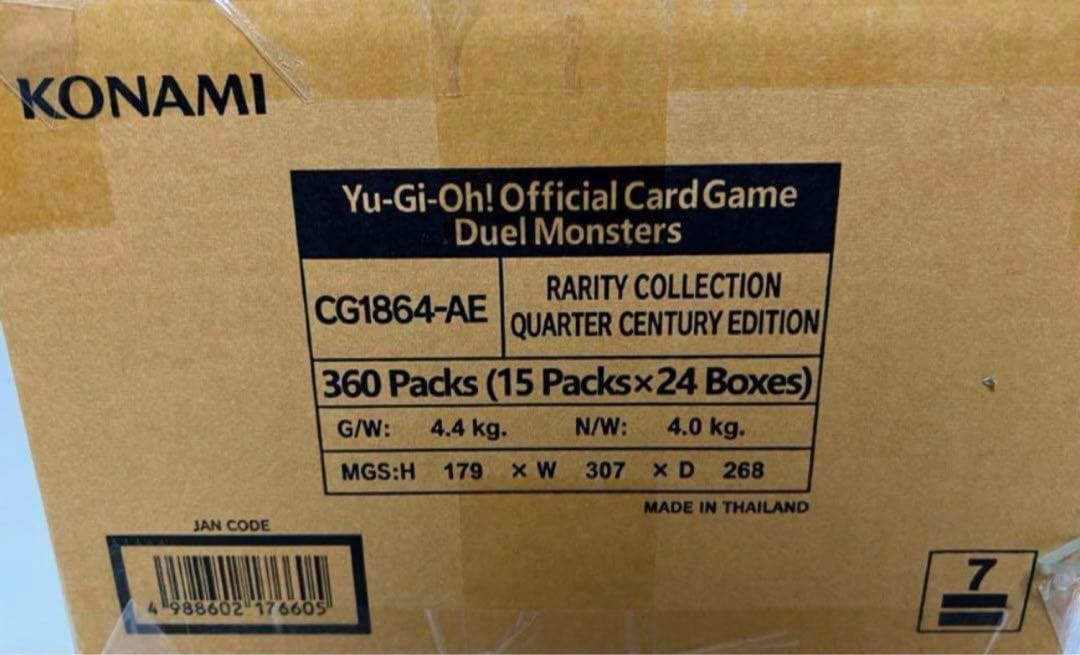 KONAMI
Yu-Gi-Oh! Official Card Game
Duel Monsters
CG1864-AE
RARITY COLLECTION
QUARTER CENTURY EDITION
360 Packs (15 Packs×24 Boxes)
G/W: 4.4 kg. N/W: 4.0 kg.
MGS:H 179 × W 307 × D 268
MADE IN THAILAND
JAN CODE
4 988602 176605
7